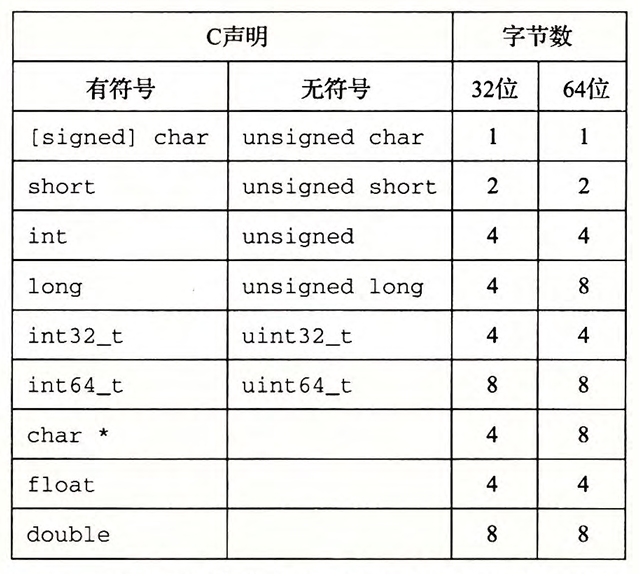 C声明 字节数
有符号 无符号 32位 64位
[signed] char unsigned char 1 1
short unsigned short 2 2
int unsigned 4 4
long unsigned long 4 8
int32_t uint32_t 4 4
int64_t uint64_t 8 8
char * 4 8
float 4 4
double 8 8